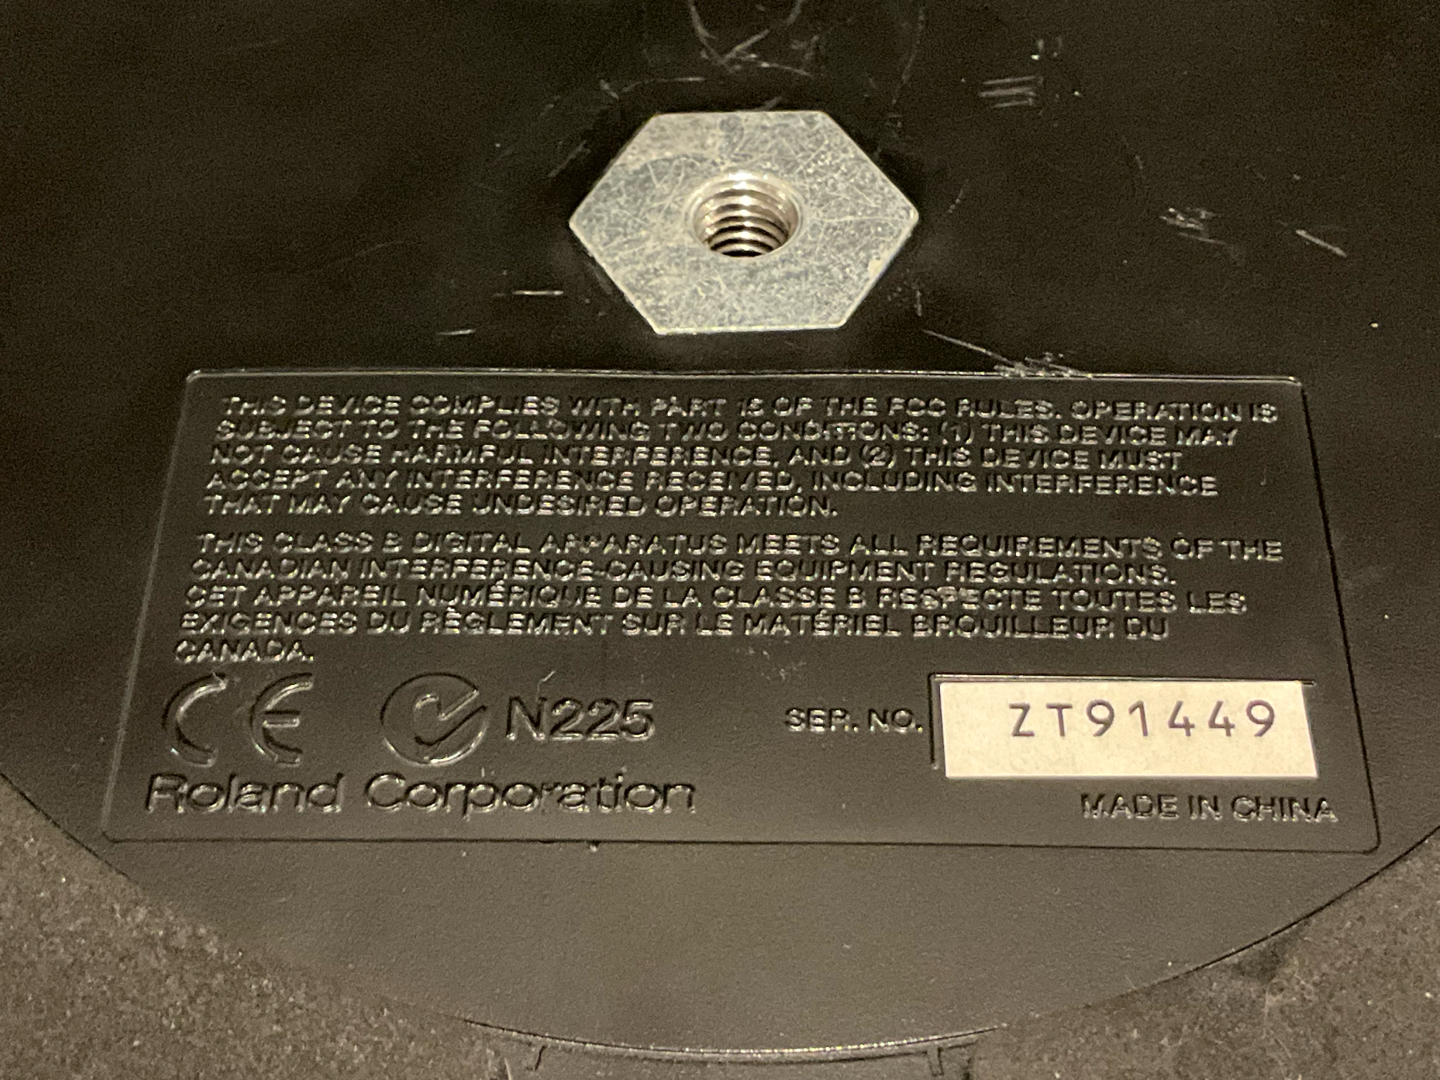 THIS DEVICE COMPLIES WITH PART 15 OF THE FCC RULES. OPERATION IS
SUBJECT TO THE FOLLOWING TWO CONDITIONS: (1) THIS DEVICE MAY
NOT CAUSE HARMFUL INTERFERENCE, AND (2) THIS DEVICE MUST
ACCEPT ANY INTERFERENCE RECEIVED, INCLUDING INTERFERENCE
THAT MAY CAUSE UNDESIRED OPERATION.
THIS CLASS B DIGITAL APPARATUS MEETS ALL REQUIREMENTS OF THE
CANADIAN INTERFERENCE-CAUSING EQUIPMENT REGULATIONS.
CET APPAREIL NUMÉRIQUE DE LA CLASSE B RESPECTE TOUTES LES
EXIGENCES DU RÈGLEMENT SUR LE MATÉRIEL BROUILLEUR DU
CANADA.
CE N225 SER. NO. ZT91449
Roland Corporation
MADE IN CHINA